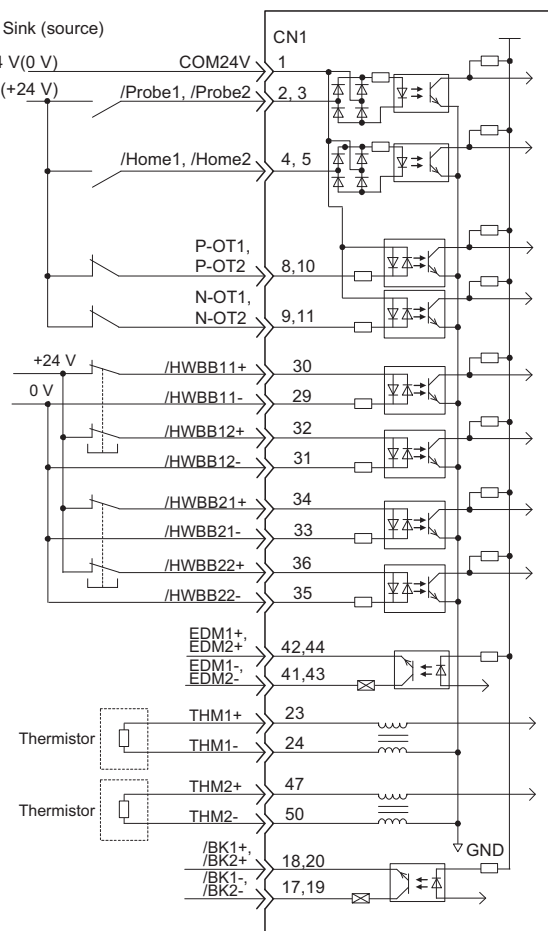 Sink (source)
CN1
V(0 V) COM24V 1
(+24 V) /Probe1, /Probe2 2, 3
/Home1, /Home2 4, 5
P-OT1,
P-OT2 8,10
N-OT1,
N-OT2 9,11
+24 V /HWBB11+ 30
0 V /HWBB11- 29
/HWBB12+ 32
/HWBB12- 31
/HWBB21+ 34
/HWBB21- 33
/HWBB22+ 36
/HWBB22- 35
EDM1+,
EDM2+ 42,44
EDM1-,
EDM2- 41,43
THM1+ 23
Thermistor
THM1- 24
THM2+ 47
Thermistor
THM2- 50
GND
/BK1+,
/BK2+ 18,20
/BK1-,
/BK2- 17,19